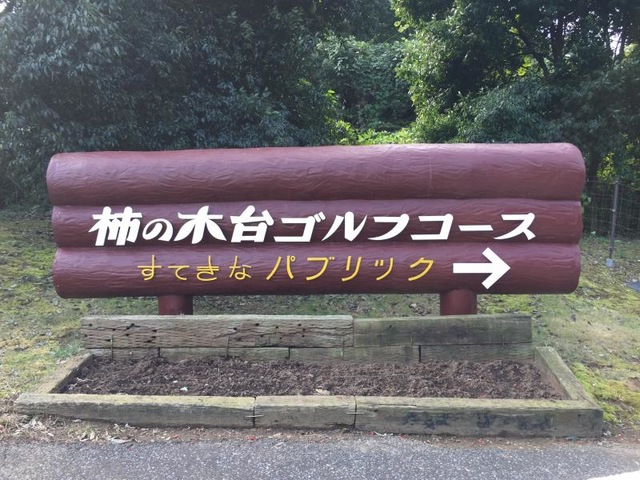 柿の木台ゴルフコース
すてきな パブリック →